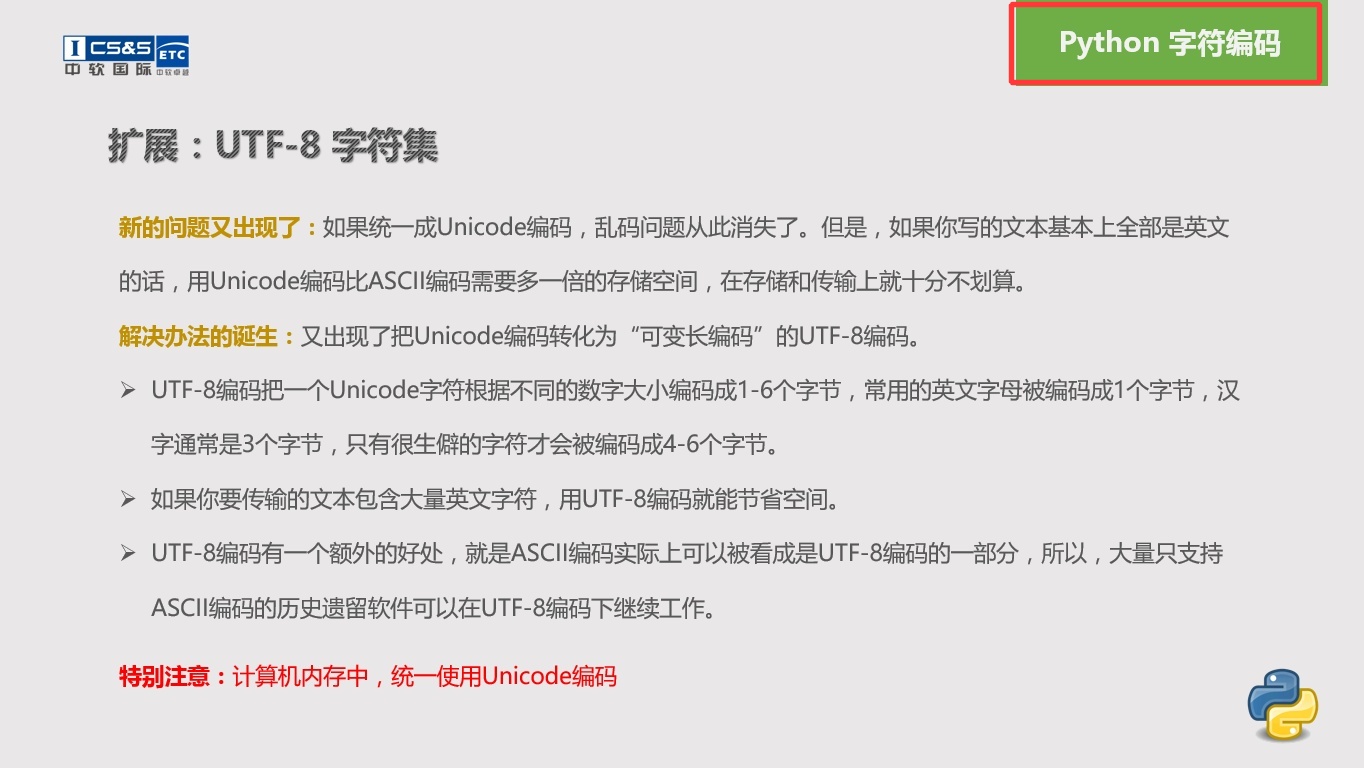 Python 字符编码
I CS&S ETC
中软国际 中软卓越
扩展：UTF-8 字符集
新的问题又出现了：如果统一成Unicode编码，乱码问题从此消失了。但是，如果你写的文本基本上全部是英文
的话，用Unicode编码比ASCII编码需要多一倍的存储空间，在存储和传输上就十分不划算。
解决办法的诞生：又出现了把Unicode编码转化为“可变长编码”的UTF-8编码。
➢ UTF-8编码把一个Unicode字符根据不同的数字大小编码成1-6个字节，常用的英文字母被编码成1个字节，汉
字通常是3个字节，只有很生僻的字符才会被编码成4-6个字节。
➢ 如果你要传输的文本包含大量英文字符，用UTF-8编码就能节省空间。
➢ UTF-8编码有一个额外的好处，就是ASCII编码实际上可以被看成是UTF-8编码的一部分，所以，大量只支持
ASCII编码的历史遗留软件可以在UTF-8编码下继续工作。
特别注意：计算机内存中，统一使用Unicode编码